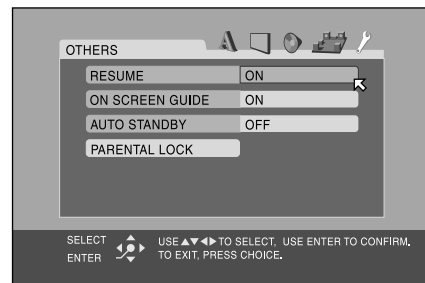 OTHERS
RESUME ON
ON SCREEN GUIDE ON
AUTO STANDBY OFF
PARENTAL LOCK
SELECT USE ▲▼◀▶ TO SELECT, USE ENTER TO CONFIRM.
ENTER TO EXIT, PRESS CHOICE.